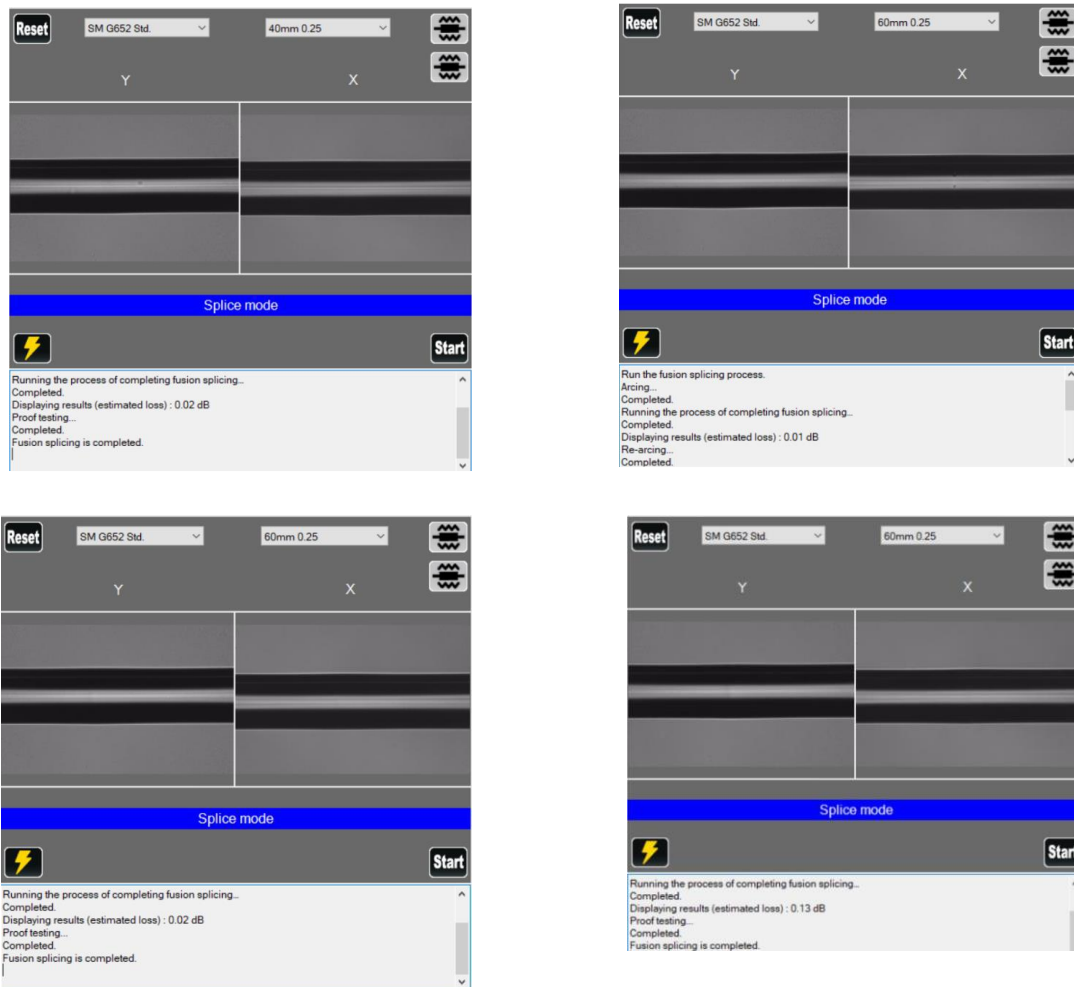 Reset SM G652 Std. 40mm 0.25
Y X
Splice mode
Start
Running the process of completing fusion splicing...
Completed.
Displaying results (estimated loss) : 0.02 dB
Proof testing...
Completed.
Fusion splicing is completed.
Reset SM G652 Std. 60mm 0.25
Y X
Splice mode
Start
Run the fusion splicing process.
Arcing...
Completed.
Running the process of completing fusion splicing...
Completed.
Displaying results (estimated loss) : 0.01 dB
Re-arcing...
Completed.
Reset SM G652 Std. 60mm 0.25
Y X
Splice mode
Start
Running the process of completing fusion splicing...
Completed.
Displaying results (estimated loss) : 0.02 dB
Proof testing...
Completed.
Fusion splicing is completed.
Reset SM G652 Std. 60mm 0.25
Y X
Splice mode
Star
Running the process of completing fusion splicing...
Completed.
Displaying results (estimated loss) : 0.13 dB
Proof testing...
Completed.
Fusion splicing is completed.